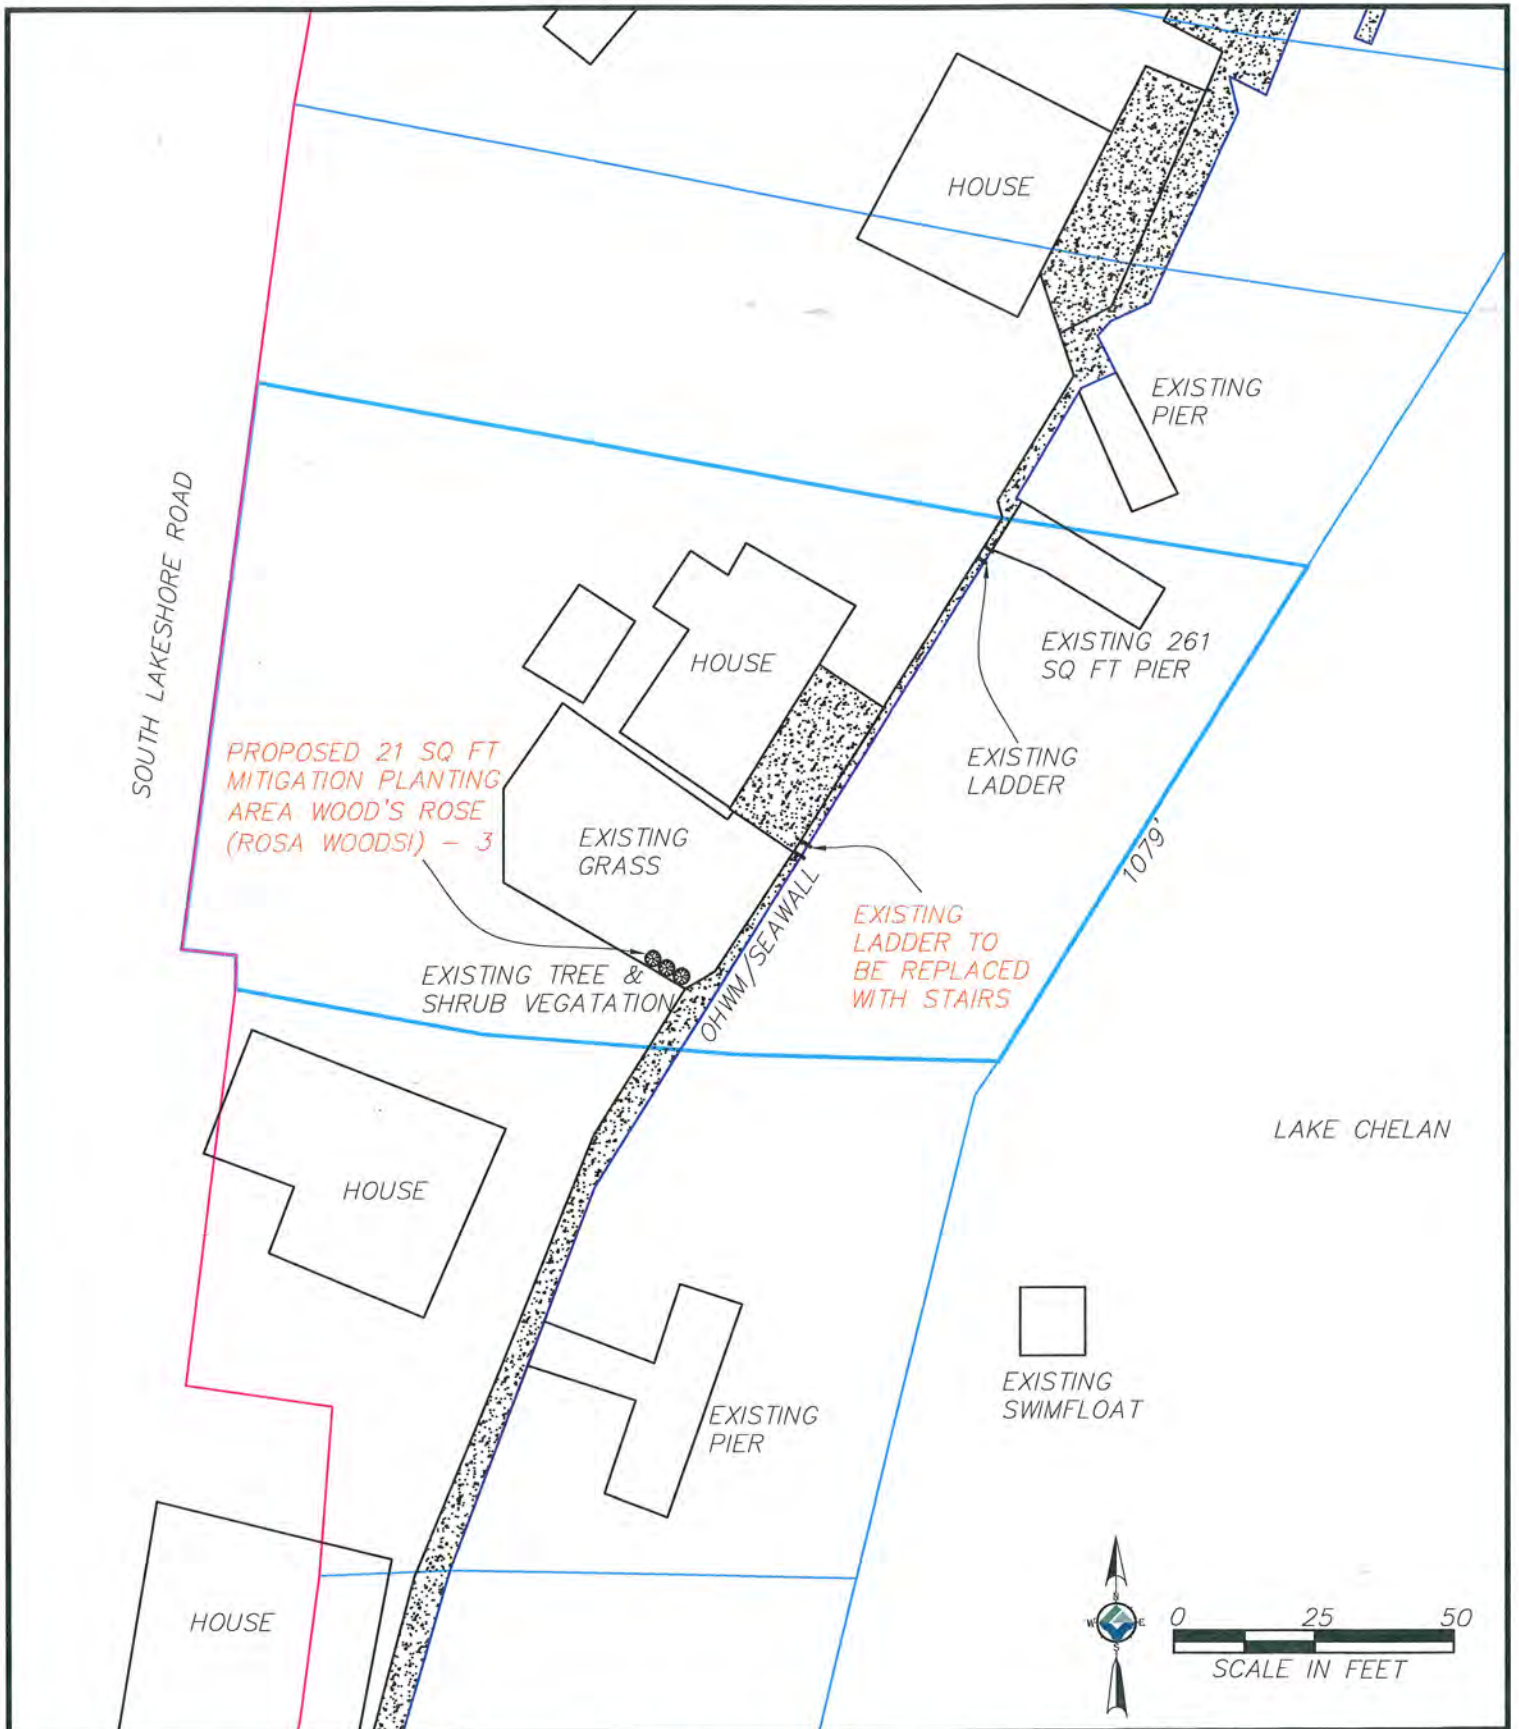 HOUSE
EXISTING
PIER
SOUTH LAKESHORE ROAD
HOUSE
EXISTING 261
SQ FT PIER
EXISTING
LADDER
PROPOSED 21 SQ FT
MITIGATION PLANTING
AREA WOOD'S ROSE
(ROSA WOODSI) - 3
EXISTING
GRASS
1079'
OHWM/SEAWALL
EXISTING
LADDER TO
BE REPLACED
WITH STAIRS
EXISTING TREE &
SHRUB VEGATATION
LAKE CHELAN
HOUSE
EXISTING
SWIMFLOAT
EXISTING
PIER
HOUSE
N
W E
S
0 25 50
SCALE IN FEET